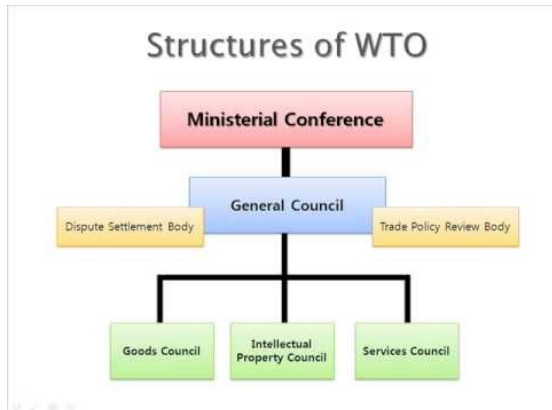 Structures of WTO
Ministerial Conference
General Council
Dispute Settlement Body
Trade Policy Review Body
Goods Council
Intellectual
Property Council
Services Council